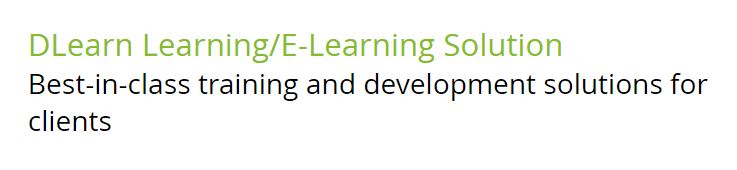 DLearn Learning/E-Learning Solution
Best-in-class training and development solutions for
clients